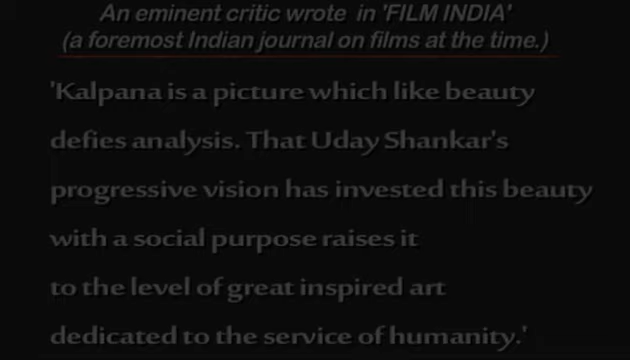 An eminent critic wrote in 'FILM INDIA'
(a foremost Indian journal on films at the time.)
'Kalpana is a picture which like beauty
defies analysis. That Uday Shankar's
progressive vision has invested this beauty
with a social purpose raises it
to the level of great inspired art
dedicated to the service of humanity.'